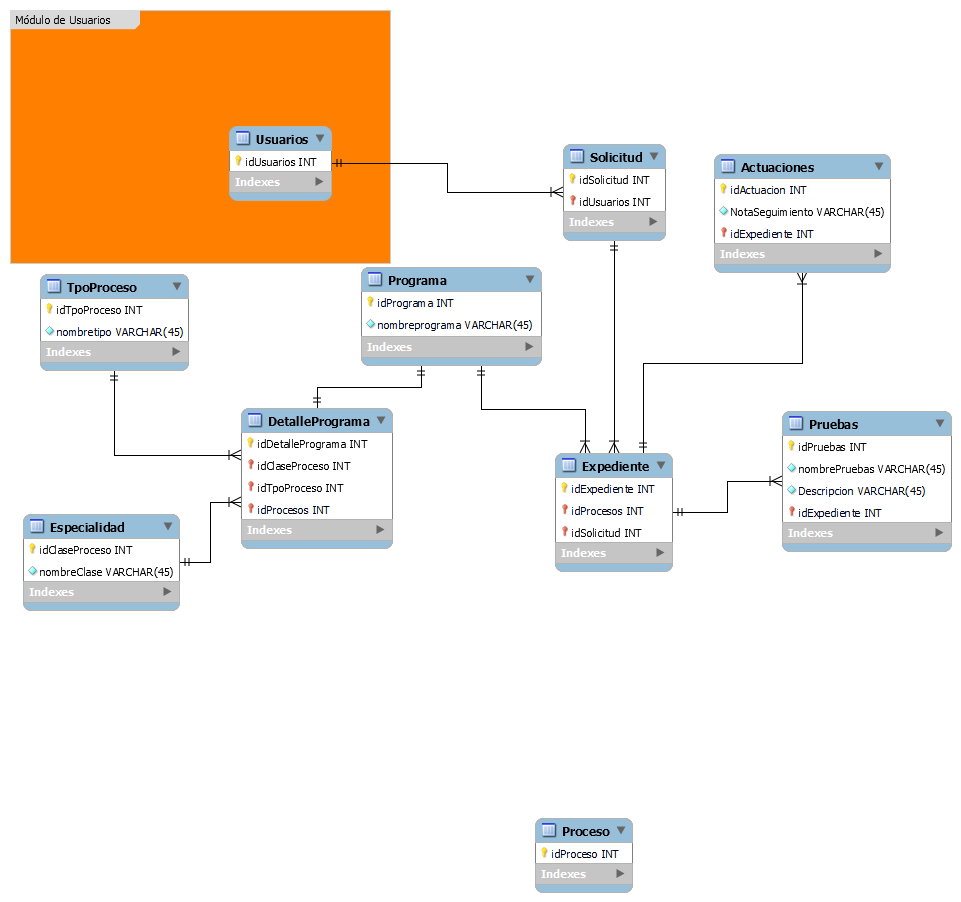 Módulo de Usuarios
Usuarios
idUsuarios INT
Indexes
Solicitud
idSolicitud INT
idUsuarios INT
Indexes
Actuaciones
idActuacion INT
NotaSeguimiento VARCHAR(45)
idExpediente INT
Indexes
TpoProceso
idTpoProceso INT
nombretipo VARCHAR(45)
Indexes
Programa
idPrograma INT
nombreprograma VARCHAR(45)
Indexes
DetallePrograma
idDetallePrograma INT
idClaseProceso INT
idTpoProceso INT
idProcesos INT
Indexes
Expediente
idExpediente INT
idProcesos INT
idSolicitud INT
Indexes
Pruebas
idPruebas INT
nombrePruebas VARCHAR(45)
Descripcion VARCHAR(45)
idExpediente INT
Indexes
Especialidad
idClaseProceso INT
nombreClase VARCHAR(45)
Indexes
Proceso
idProceso INT
Indexes